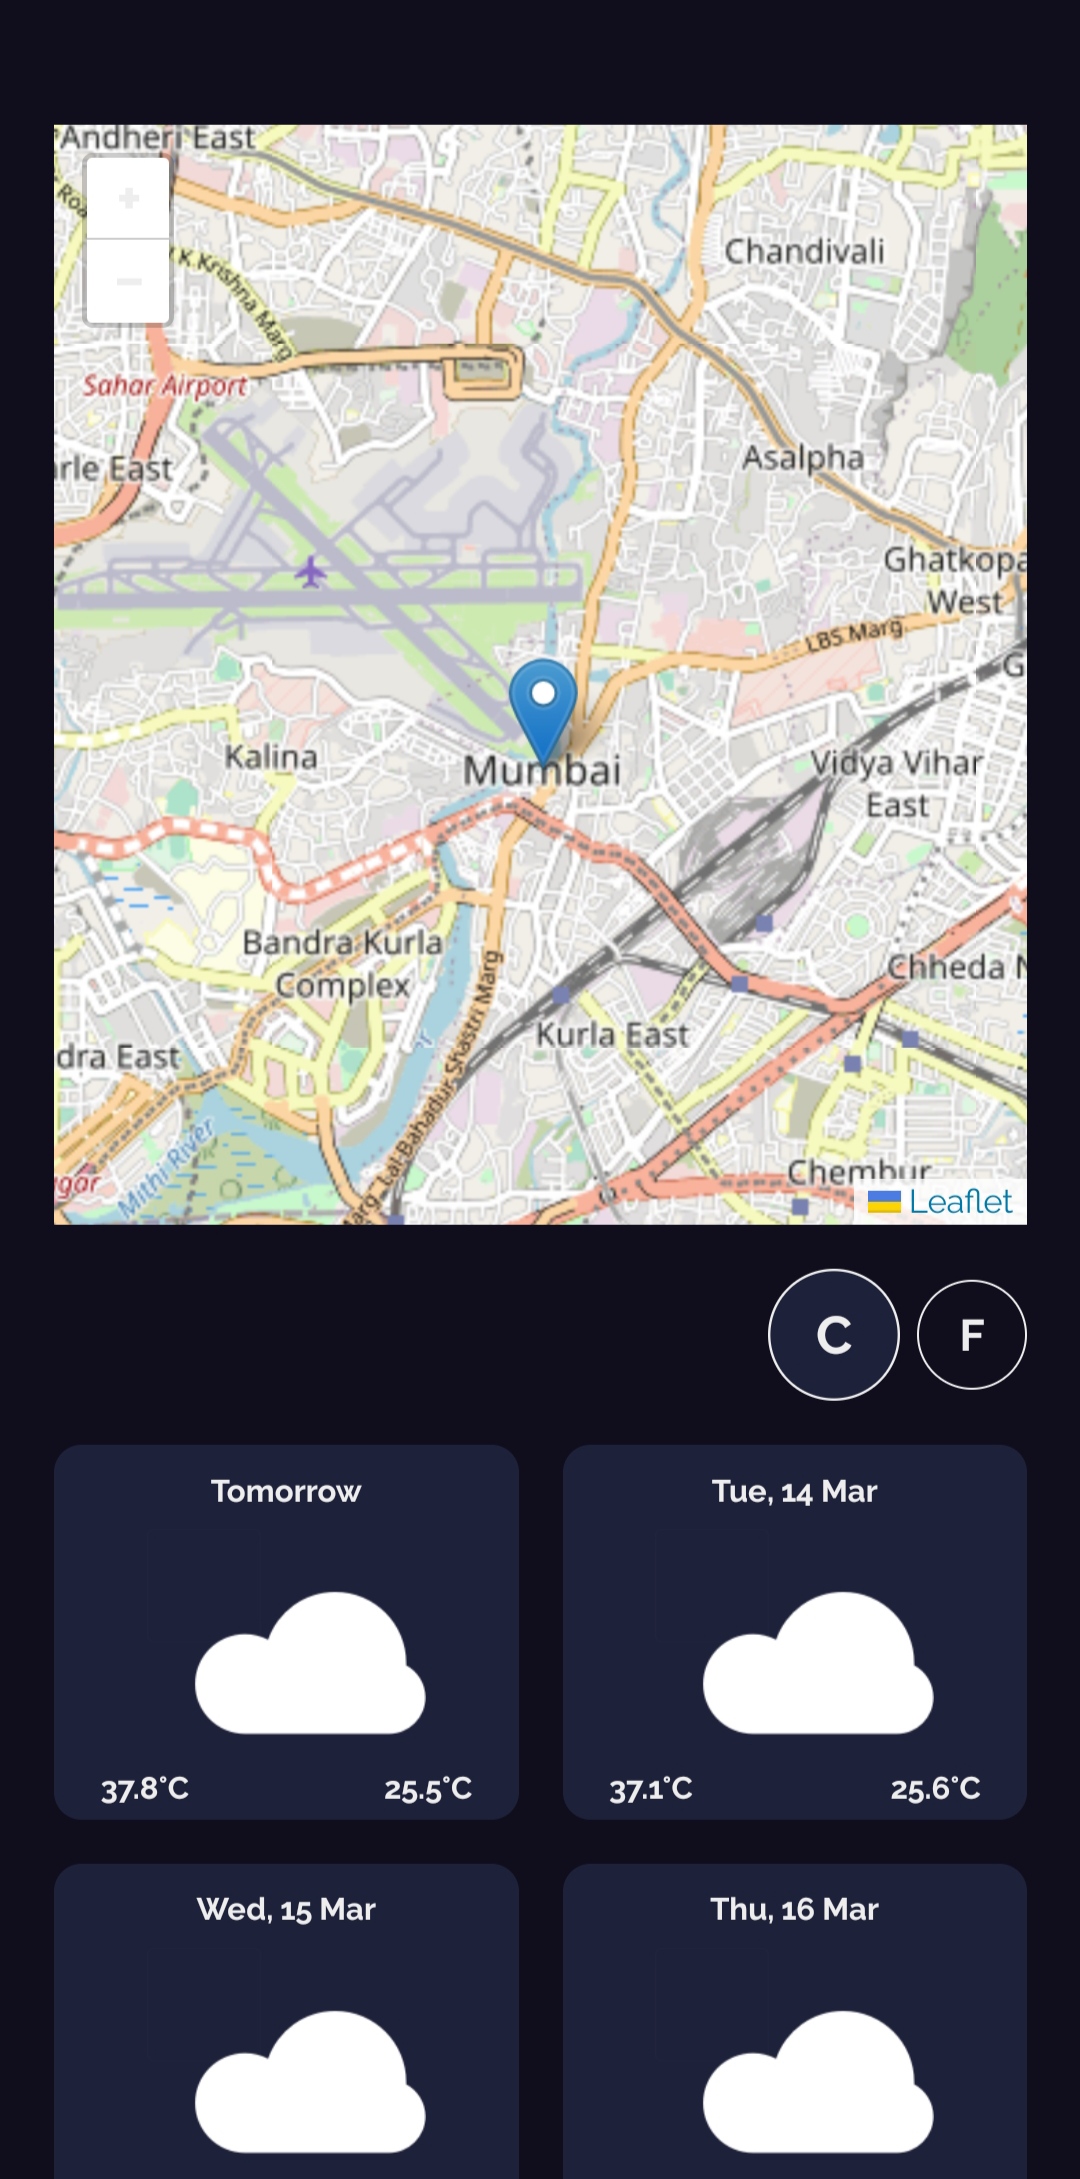 Andheri East
+
−
K Krishna Marg
Chandivali
Sahar Airport
Asalpha
rle East
Ghatkopa
West
LBS Marg
G
Kalina
Mumbai
Vidya Vihar
East
Bandra Kurla
Complex
Lal Bahadur Shastri Marg
Chheda N
Kurla East
dra East
Mithi River
Chembur
gar
Marg
Leaflet
C
F
Tomorrow
Tue, 14 Mar
37.8°C
25.5°C
37.1°C
25.6°C
Wed, 15 Mar
Thu, 16 Mar